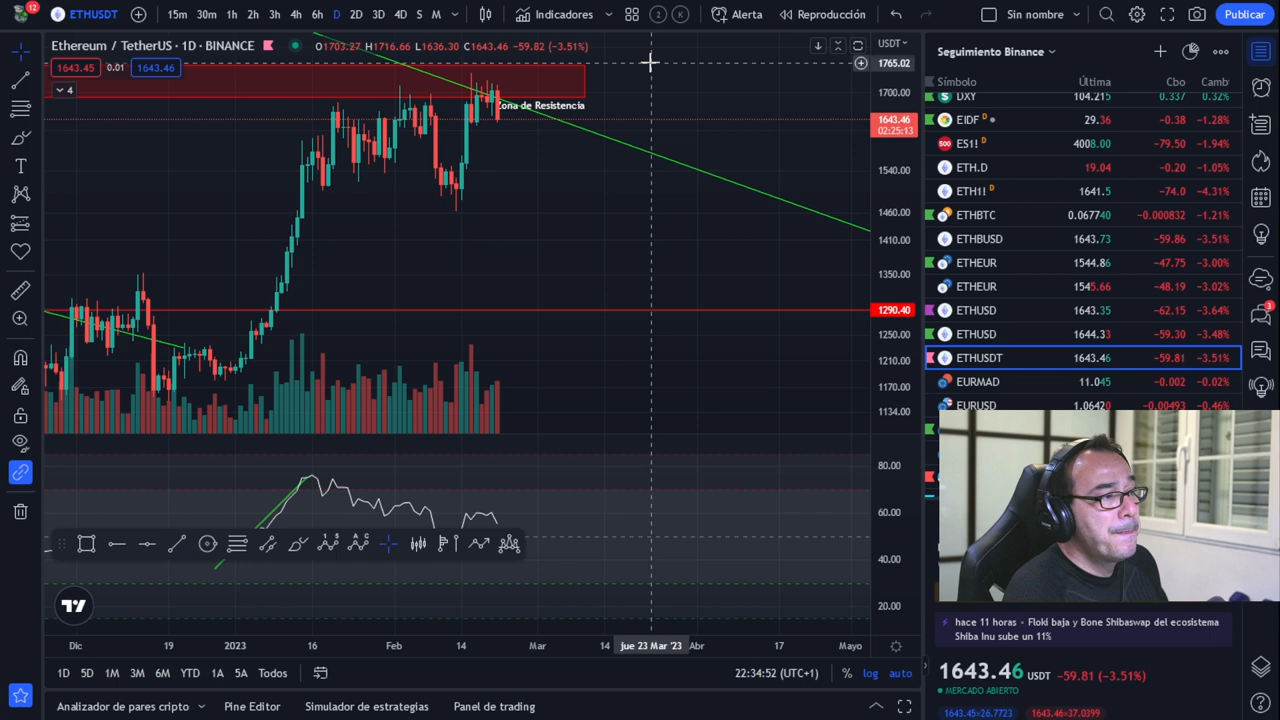 12
ETHUSDT
15m 30m 1h 2h 3h 4h 6h D 2D 3D 4D S M
Indicadores
2 K
Alerta
Reproducción
Sin nombre
Publicar
Ethereum / TetherUS · 1D · BINANCE
O1703.27 H1716.66 L1636.30 C1643.46 −59.82 (−3.51%)
1643.45 0.01 1643.46
4
Zona de Resistencia
USDT
1765.02
1700.00
1643.46
02:25:13
1540.00
1460.00
1410.00
1350.00
1290.40
1250.00
1210.00
1170.00
1134.00
80.00
60.00
40.00
20.00
Dic 19 2023 16 Feb 14 Mar 14 jue 23 Mar '23 Abr 17 Mayo
1D 5D 1M 3M 6M YTD 1A 5A Todos
22:34:52 (UTC+1) % log auto
Analizador de pares cripto Pine Editor Simulador de estrategias Panel de trading
Seguimiento Binance
Símbolo Última Cbo Camb
DXY 104.215 0.337 0.32%
EIDF D 29.36 −0.38 −1.28%
500 ES1! D 4008.00 −79.50 −1.94%
ETH.D 19.04 −0.20 −1.05%
ETH1! D 1641.5 −74.0 −4.31%
ETHBTC 0.067740 −0.000832 −1.21%
ETHBUSD 1643.73 −59.86 −3.51%
ETHEUR 1544.86 −47.75 −3.00%
ETHEUR 1545.66 −48.19 −3.02%
ETHUSD 1643.35 −62.15 −3.64%
ETHUSD 1644.33 −59.30 −3.48%
ETHUSDT 1643.46 −59.81 −3.51%
EURMAD 11.045 −0.002 −0.02%
EURUSD 1.06420 −0.00493 −0.46%
3
hace 11 horas · Floki baja y Bone Shibaswap del ecosistema
Shiba Inu sube un 11%
1643.46 USDT −59.81 (−3.51%)
MERCADO ABIERTO
1643.45×26.7723 1643.46×37.0399